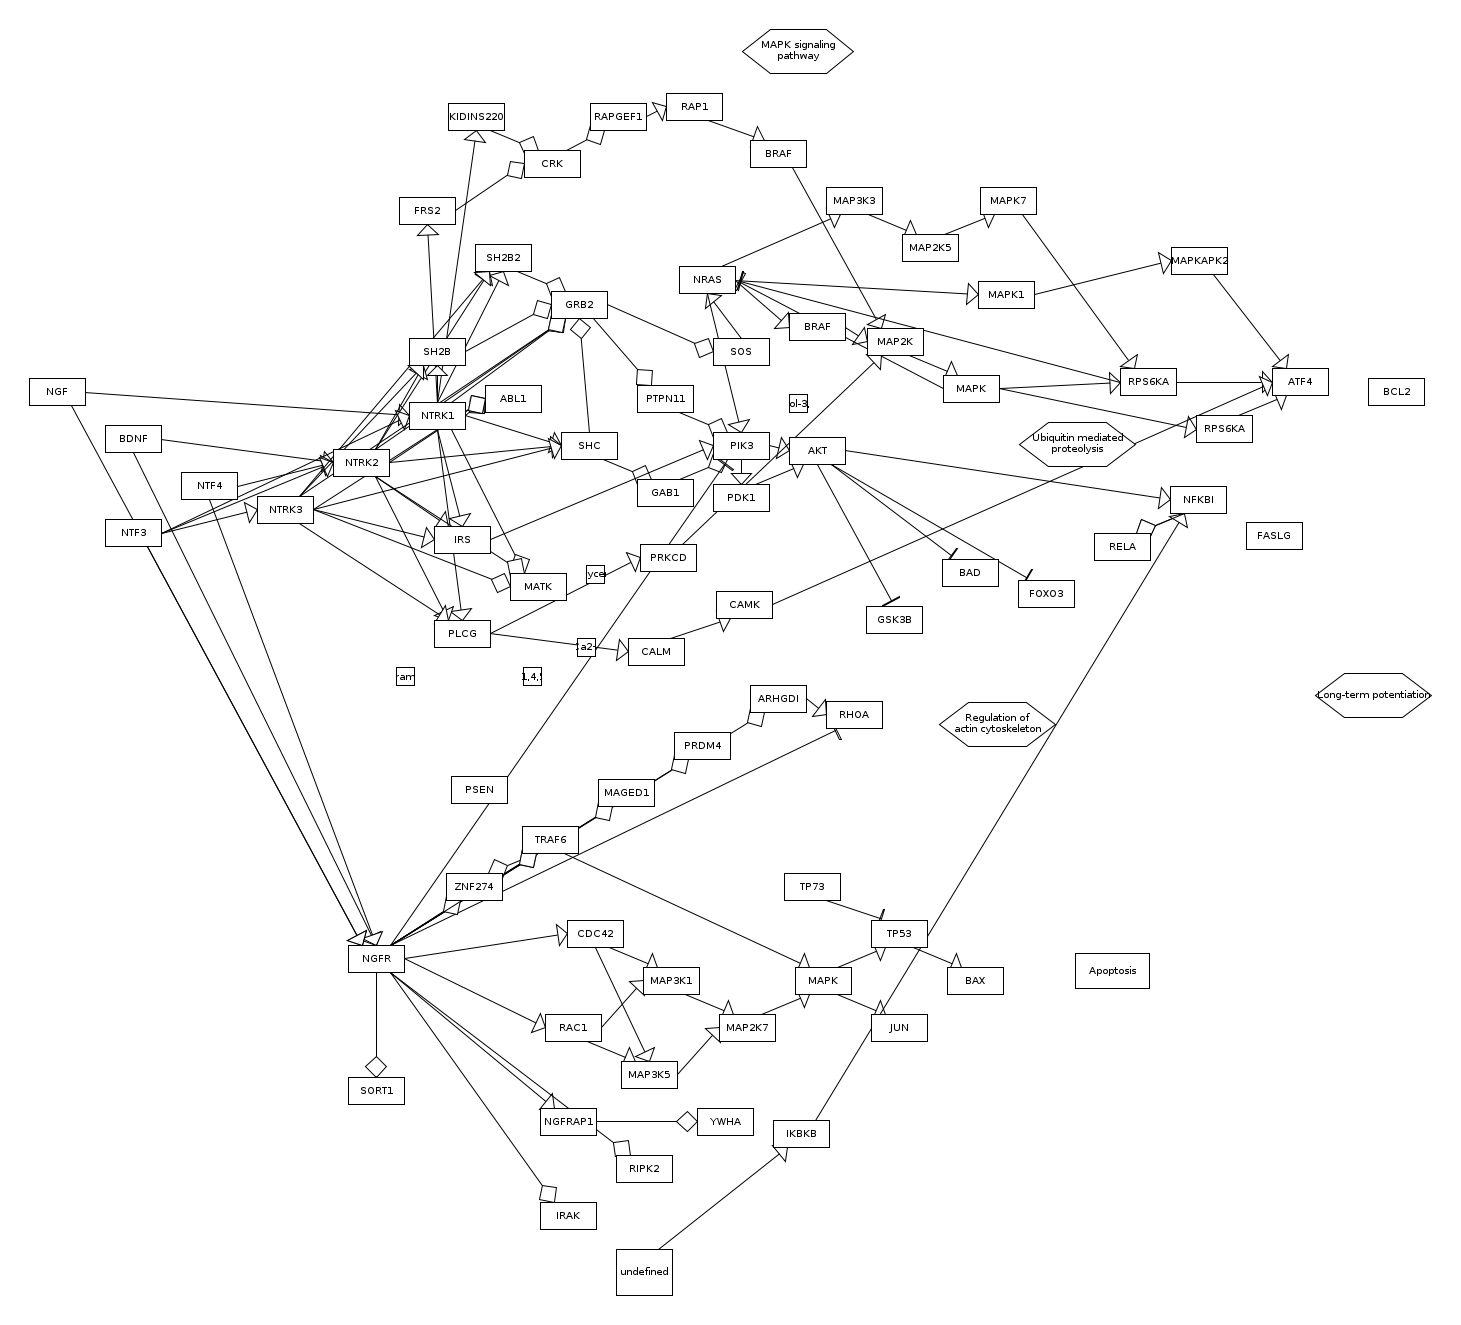 MAPK signaling
pathway
RAP1
KIDINS220
RAPGEF1
BRAF
CRK
MAP3K3
MAPK7
FRS2
MAP2K5
SH2B2
MAPKAPK2
NRAS
MAPK1
GRB2
BRAF
MAP2K
SH2B
SOS
MAPK
RPS6KA
ATF4
NGF
BCL2
ABL1
PTPN11
ol-3,
NTRK1
RPS6KA
BDNF
SHC
PIK3
AKT
Ubiquitin mediated
proteolysis
NTRK2
NTF4
GAB1
PDK1
NFKBI
NTRK3
NTF3
IRS
PRKCD
RELA
FASLG
yce
MATK
BAD
FOXO3
CAMK
GSK3B
PLCG
a2-
CALM
ram
1,4,5
ARHGDI
Long-term potentiation
RHOA
Regulation of
actin cytoskeleton
PRDM4
PSEN
MAGED1
TRAF6
ZNF274
TP73
CDC42
TP53
NGFR
MAP3K1
MAPK
BAX
Apoptosis
RAC1
MAP2K7
JUN
MAP3K5
SORT1
NGFRAP1
YWHA
IKBKB
RIPK2
IRAK
undefined